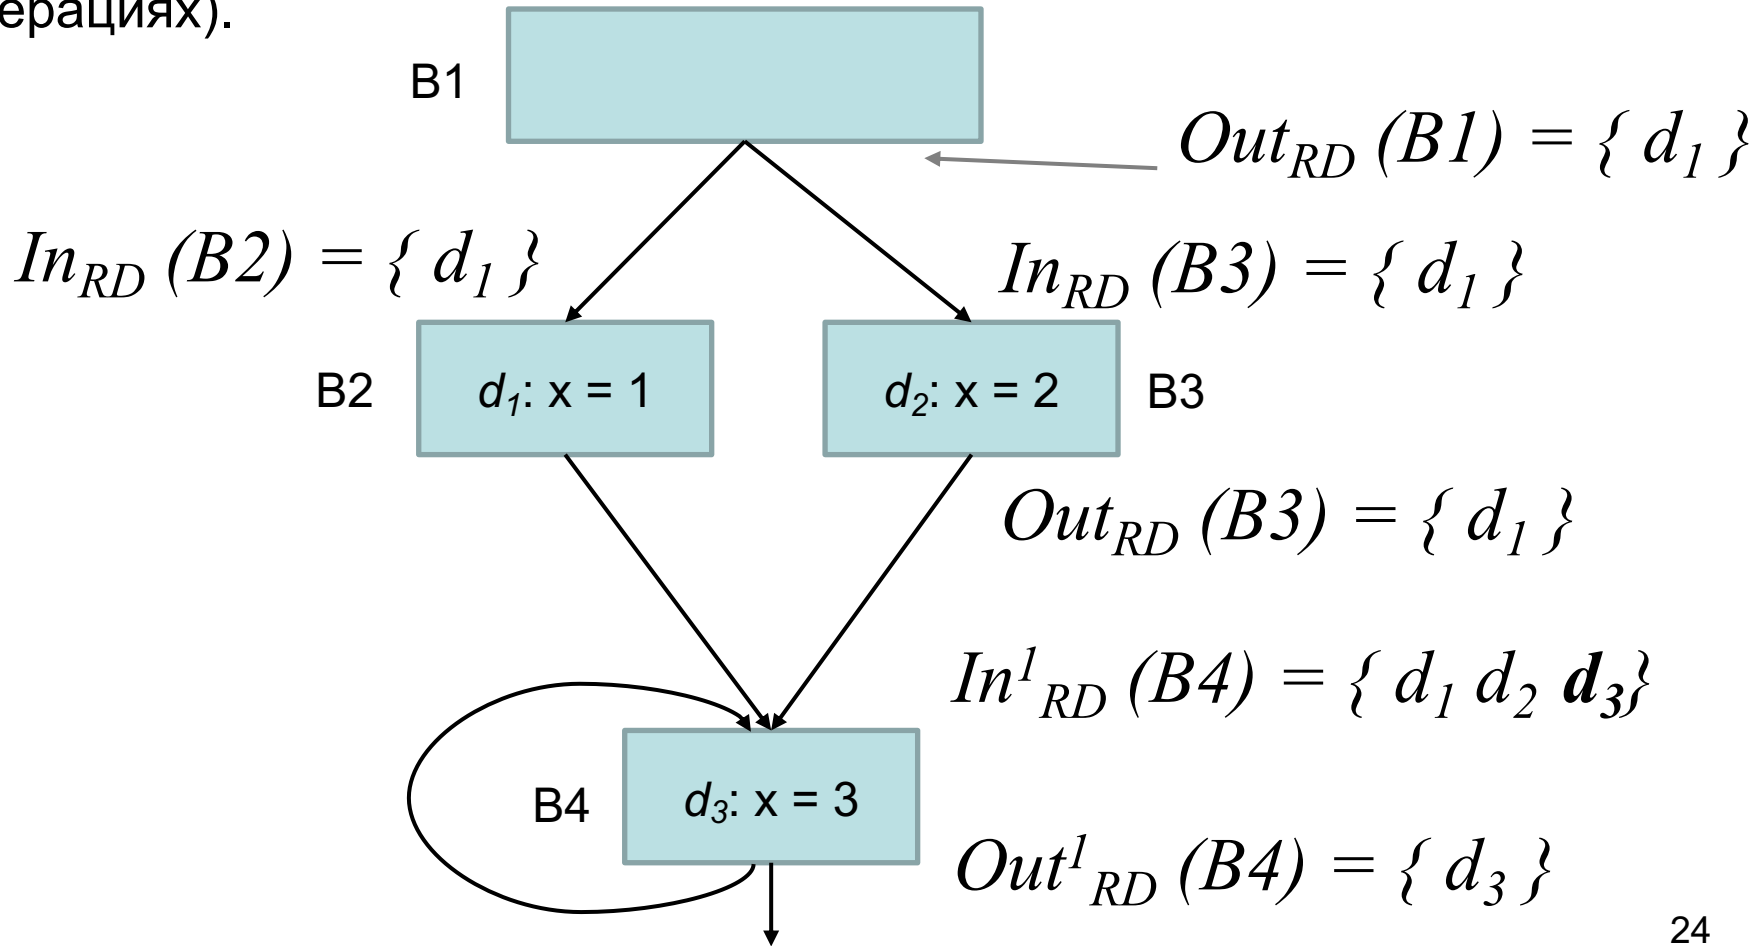 ерациях).
B1
Out_RD (B1) = { d_1 }
In_RD (B2) = { d_1 }
In_RD (B3) = { d_1 }
B2
d_1: x = 1
d_2: x = 2
B3
Out_RD (B3) = { d_1 }
In^1_RD (B4) = { d_1 d_2 d_3}
B4
d_3: x = 3
Out^1_RD (B4) = { d_3 }
24